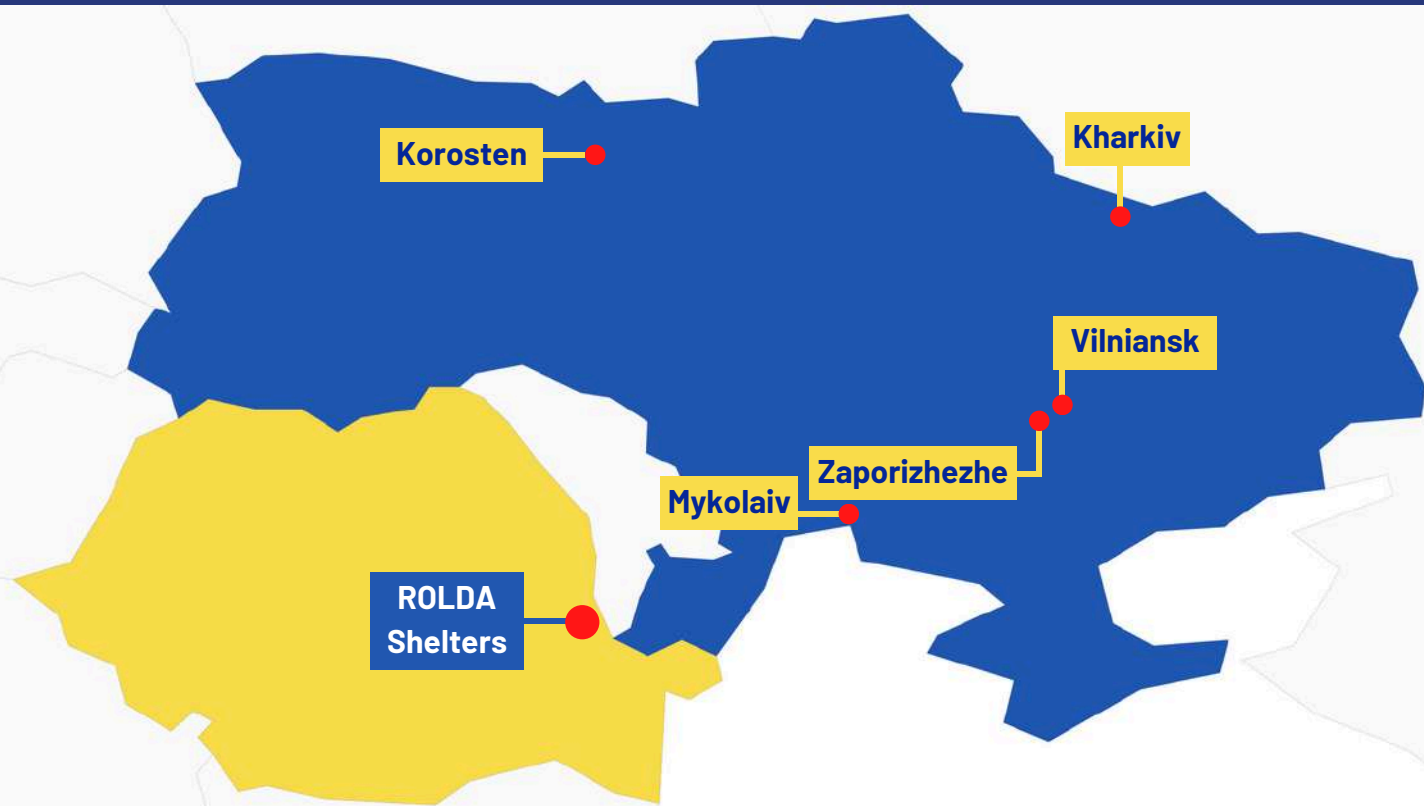 Korosten
Kharkiv
Vilniansk
Zaporizhezhe
Mykolaiv
ROLDA
Shelters